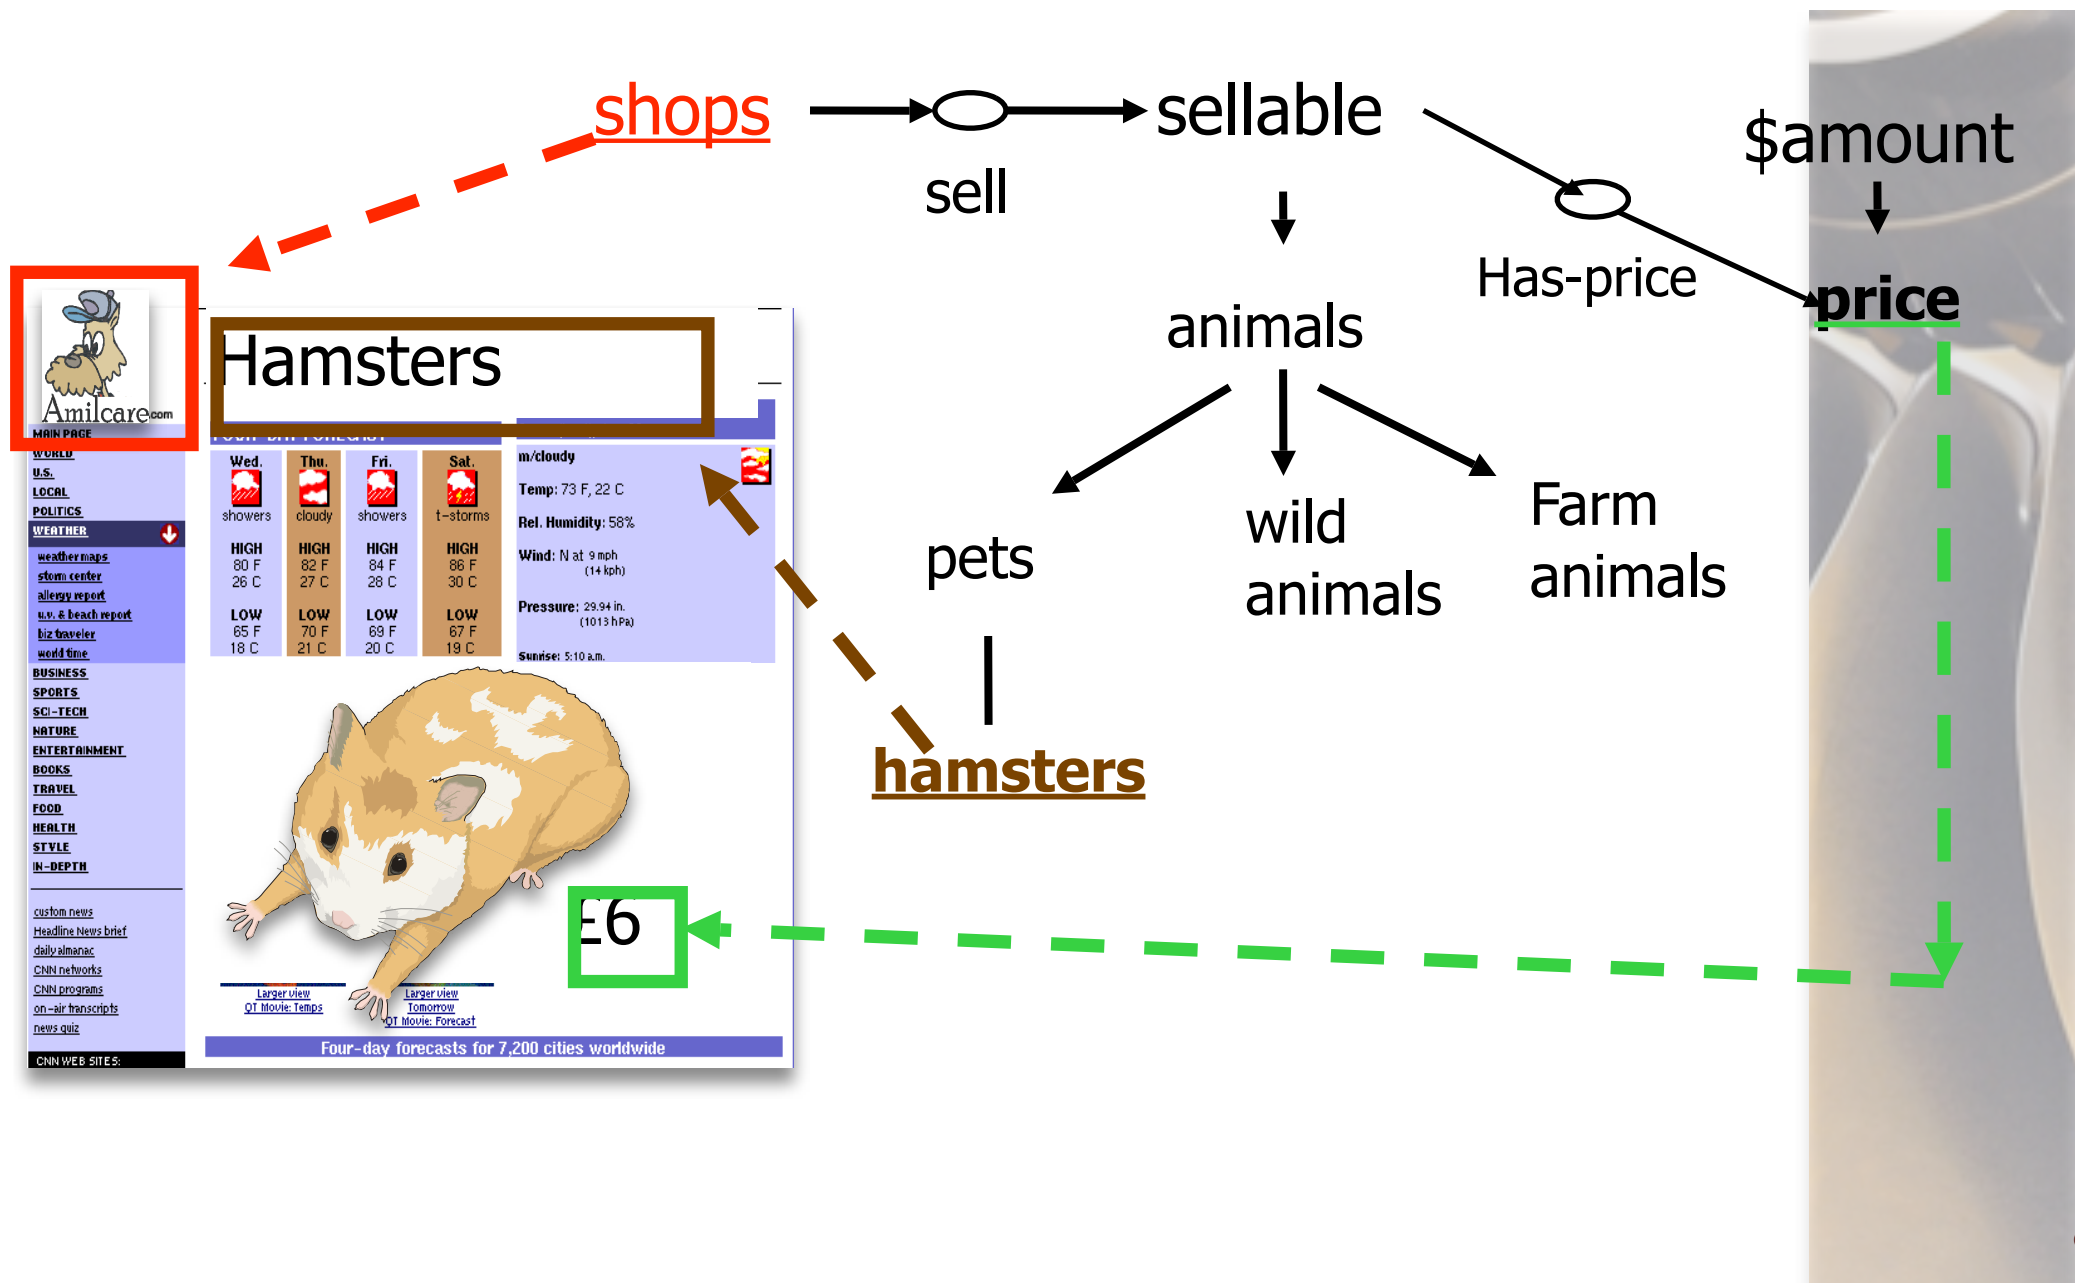 shops
sellable
$amount
sell
Has-price
price
animals
pets
wild
animals
Farm
animals
hamsters
Amilcare.com
Hamsters
MAIN PAGE
WORLD
U.S.
LOCAL
POLITICS
WEATHER
weather maps
storm center
allergy report
u.v. & beach report
biz traveler
world time
BUSINESS
SPORTS
SCI-TECH
NATURE
ENTERTAINMENT
BOOKS
TRAVEL
FOOD
HEALTH
STYLE
IN-DEPTH
custom news
Headline News brief
daily almanac
CNN networks
CNN programs
on-air transcripts
news quiz
CNN WEB SITES:
Wed. Thu. Fri. Sat.
showers cloudy showers t-storms
HIGH HIGH HIGH HIGH
80 F 82 F 84 F 86 F
26 C 27 C 28 C 30 C
LOW LOW LOW LOW
65 F 70 F 69 F 67 F
18 C 21 C 20 C 19 C
m/cloudy
Temp: 73 F, 22 C
Rel. Humidity: 58%
Wind: N at 9 mph
(14 kph)
Pressure: 29.94 in.
(1013 hPa)
Sunrise: 5:10 a.m.
£6
Larger view
QT Movie: Temps
Larger view
Tomorrow
QT Movie: Forecast
Four-day forecasts for 7,200 cities worldwide